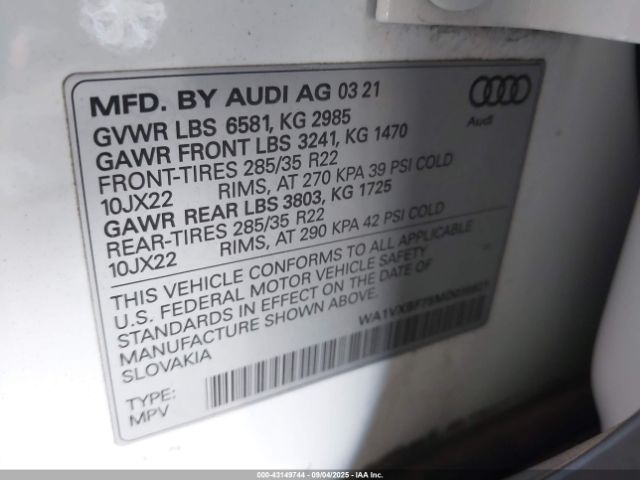 MFD. BY AUDI AG 03 21
Audi
GVWR LBS 6581, KG 2985
GAWR FRONT LBS 3241, KG 1470
FRONT-TIRES 285/35 R22
10JX22 RIMS, AT 270 KPA 39 PSI COLD
GAWR REAR LBS 3803, KG 1725
REAR-TIRES 285/35 R22
10JX22 RIMS, AT 290 KPA 42 PSI COLD
THIS VEHICLE CONFORMS TO ALL APPLICABLE
U.S. FEDERAL MOTOR VEHICLE SAFETY
STANDARDS IN EFFECT ON THE DATE OF
MANUFACTURE SHOWN ABOVE.
SLOVAKIA
TYPE:
MPV
000-43149744 - 09/04/2025 - IAA Inc.